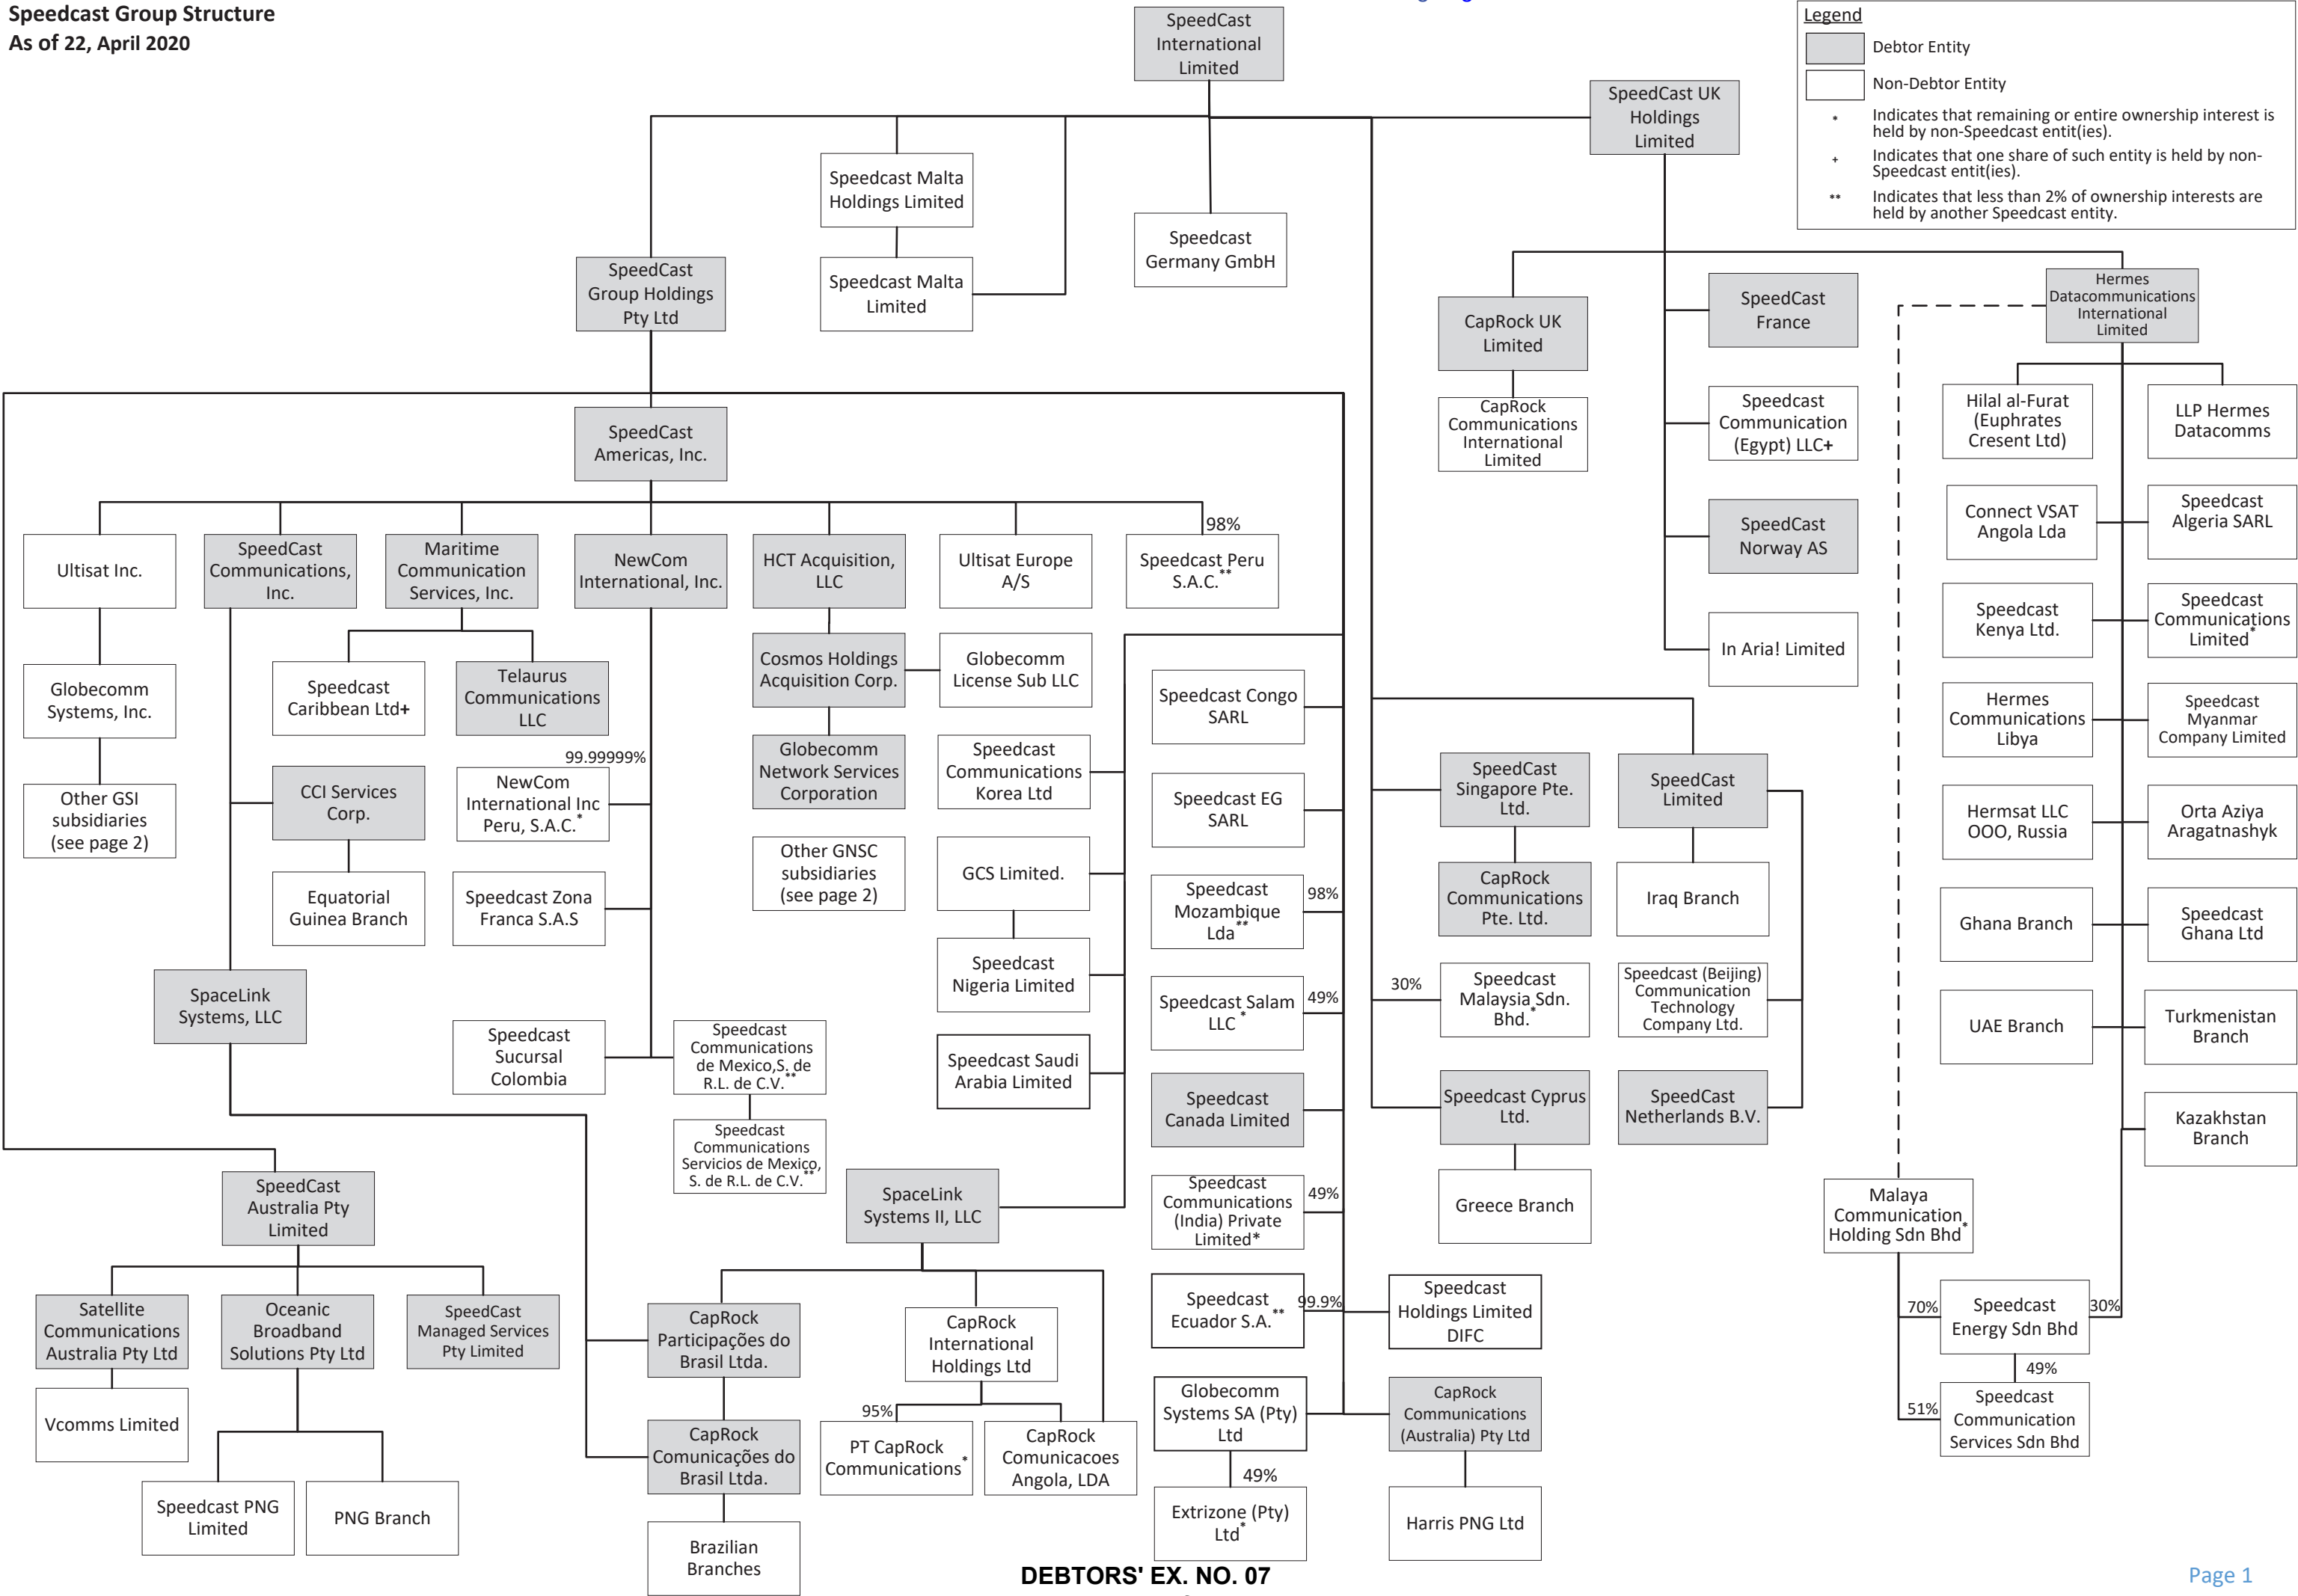 Speedcast Group Structure
As of 22, April 2020
SpeedCast
International
Limited
Legend
Debtor Entity
Non-Debtor Entity
* Indicates that remaining or entire ownership interest is
held by non-Speedcast entit(ies).
+ Indicates that one share of such entity is held by non-
Speedcast entit(ies).
** Indicates that less than 2% of ownership interests are
held by another Speedcast entity.
SpeedCast UK
Holdings
Limited
Speedcast Malta
Holdings Limited
Speedcast
Germany GmbH
SpeedCast
Group Holdings
Pty Ltd
Speedcast Malta
Limited
CapRock UK
Limited
SpeedCast
France
Hermes
Datacommunications
International
Limited
CapRock
Communications
International
Limited
Speedcast
Communication
(Egypt) LLC+
Hilal al-Furat
(Euphrates
Cresent Ltd)
LLP Hermes
Datacomms
SpeedCast
Americas, Inc.
SpeedCast
Norway AS
Connect VSAT
Angola Lda
Speedcast
Algeria SARL
98%
Ultisat Inc.
SpeedCast
Communications,
Inc.
Maritime
Communication
Services, Inc.
NewCom
International, Inc.
HCT Acquisition,
LLC
Ultisat Europe
A/S
Speedcast Peru
S.A.C.**
In Aria! Limited
Speedcast
Kenya Ltd.
Speedcast
Communications
Limited*
Globecomm
Systems, Inc.
Speedcast
Caribbean Ltd+
Telaurus
Communications
LLC
Cosmos Holdings
Acquisition Corp.
Globecomm
License Sub LLC
Speedcast Congo
SARL
Hermes
Communications
Libya
Speedcast
Myanmar
Company Limited
Other GSI
subsidiaries
(see page 2)
CCI Services
Corp.
99.99999%
NewCom
International Inc
Peru, S.A.C.*
Globecomm
Network Services
Corporation
Speedcast
Communications
Korea Ltd
Speedcast EG
SARL
SpeedCast
Singapore Pte.
Ltd.
SpeedCast
Limited
Hermsat LLC
OOO, Russia
Orta Aziya
Aragatnashyk
Equatorial
Guinea Branch
Speedcast Zona
Franca S.A.S
Other GNSC
subsidiaries
(see page 2)
GCS Limited.
Speedcast
Mozambique
Lda**
98%
CapRock
Communications
Pte. Ltd.
Iraq Branch
Ghana Branch
Speedcast
Ghana Ltd
SpaceLink
Systems, LLC
Speedcast
Nigeria Limited
Speedcast Salam
LLC *
49%
30%
Speedcast
Malaysia Sdn.
Bhd.*
Speedcast (Beijing)
Communication
Technology
Company Ltd.
UAE Branch
Turkmenistan
Branch
Speedcast
Sucursal
Colombia
Speedcast
Communications
de Mexico,S. de
R.L. de C.V.**
Speedcast Saudi
Arabia Limited
Speedcast
Canada Limited
Speedcast Cyprus
Ltd.
SpeedCast
Netherlands B.V.
Kazakhstan
Branch
Speedcast
Communications
Servicios de Mexico,
S. de R.L. de C.V.**
SpeedCast
Australia Pty
Limited
SpaceLink
Systems II, LLC
Speedcast
Communications
(India) Private
Limited*
49%
Greece Branch
Malaya
Communication
Holding Sdn Bhd*
Satellite
Communications
Australia Pty Ltd
Oceanic
Broadband
Solutions Pty Ltd
SpeedCast
Managed Services
Pty Limited
CapRock
Participações do
Brasil Ltda.
CapRock
International
Holdings Ltd
Speedcast
Ecuador S.A.**
99.9%
Speedcast
Holdings Limited
DIFC
70%
Speedcast
Energy Sdn Bhd
30%
49%
Vcomms Limited
CapRock
Comunicações do
Brasil Ltda.
95%
PT CapRock
Communications*
CapRock
Comunicacoes
Angola, LDA
Globecomm
Systems SA (Pty)
Ltd
CapRock
Communications
(Australia) Pty Ltd
51%
Speedcast
Communication
Services Sdn Bhd
49%
Speedcast PNG
Limited
PNG Branch
Brazilian
Branches
Extrizone (Pty)
Ltd*
Harris PNG Ltd
DEBTORS' EX. NO. 07
Page 1